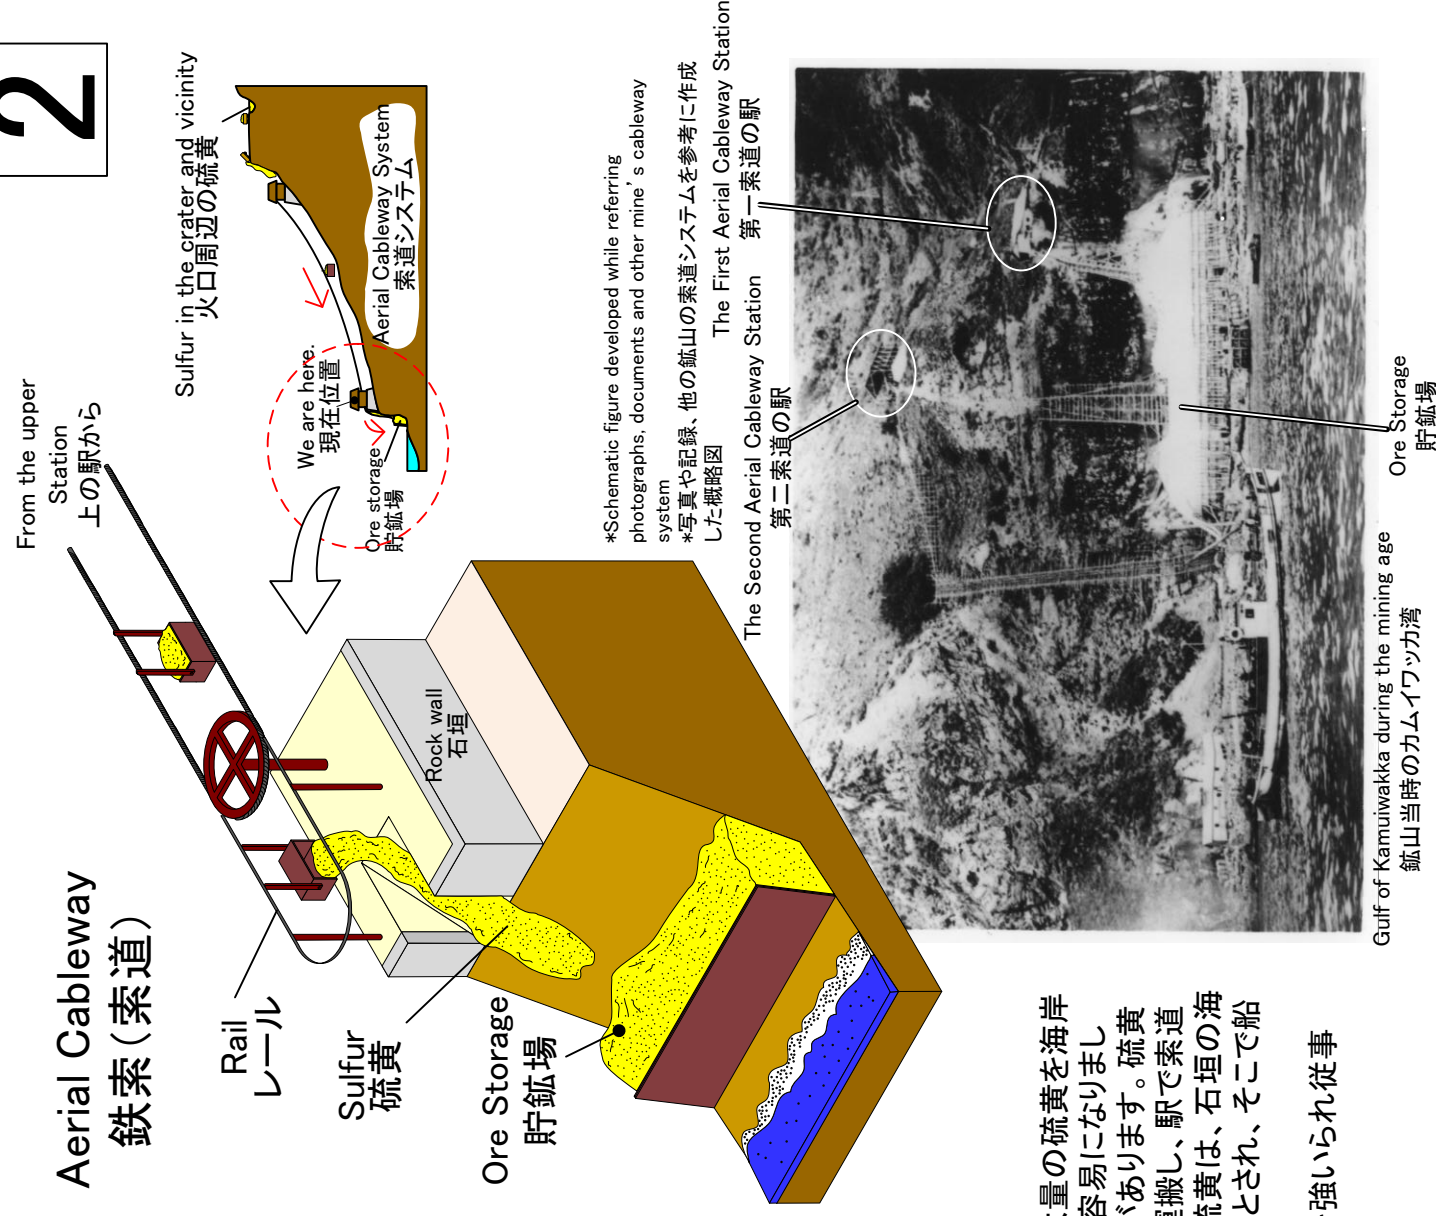 2
Aerial Cableway
鉄索（索道）
From the upper
Station
上の駅から
Rail
レール
Sulfur
硫黄
Ore Storage
貯鉱場
Rock wall
石垣
Sulfur in the crater and vicinity
火口周辺の硫黄
We are here.
現在位置
Ore storage
貯鉱場
Aerial Cableway System
索道システム
*Schematic figure developed while referring
photographs, documents and other mine's cableway
system
*写真や記録、他の鉱山の索道システムを参考に作成
した概略図
The First Aerial Cableway Station
第一索道の駅
The Second Aerial Cableway Station
第二索道の駅
Ore Storage
貯鉱場
Gulf of Kamuiwakka during the mining age
鉱山当時のカムイワッカ湾
量の硫黄を海岸
容易になりまし
があります。硫黄
運搬し、駅で索道
硫黄は、石垣の海
とされ、そこで船
強いられ従事